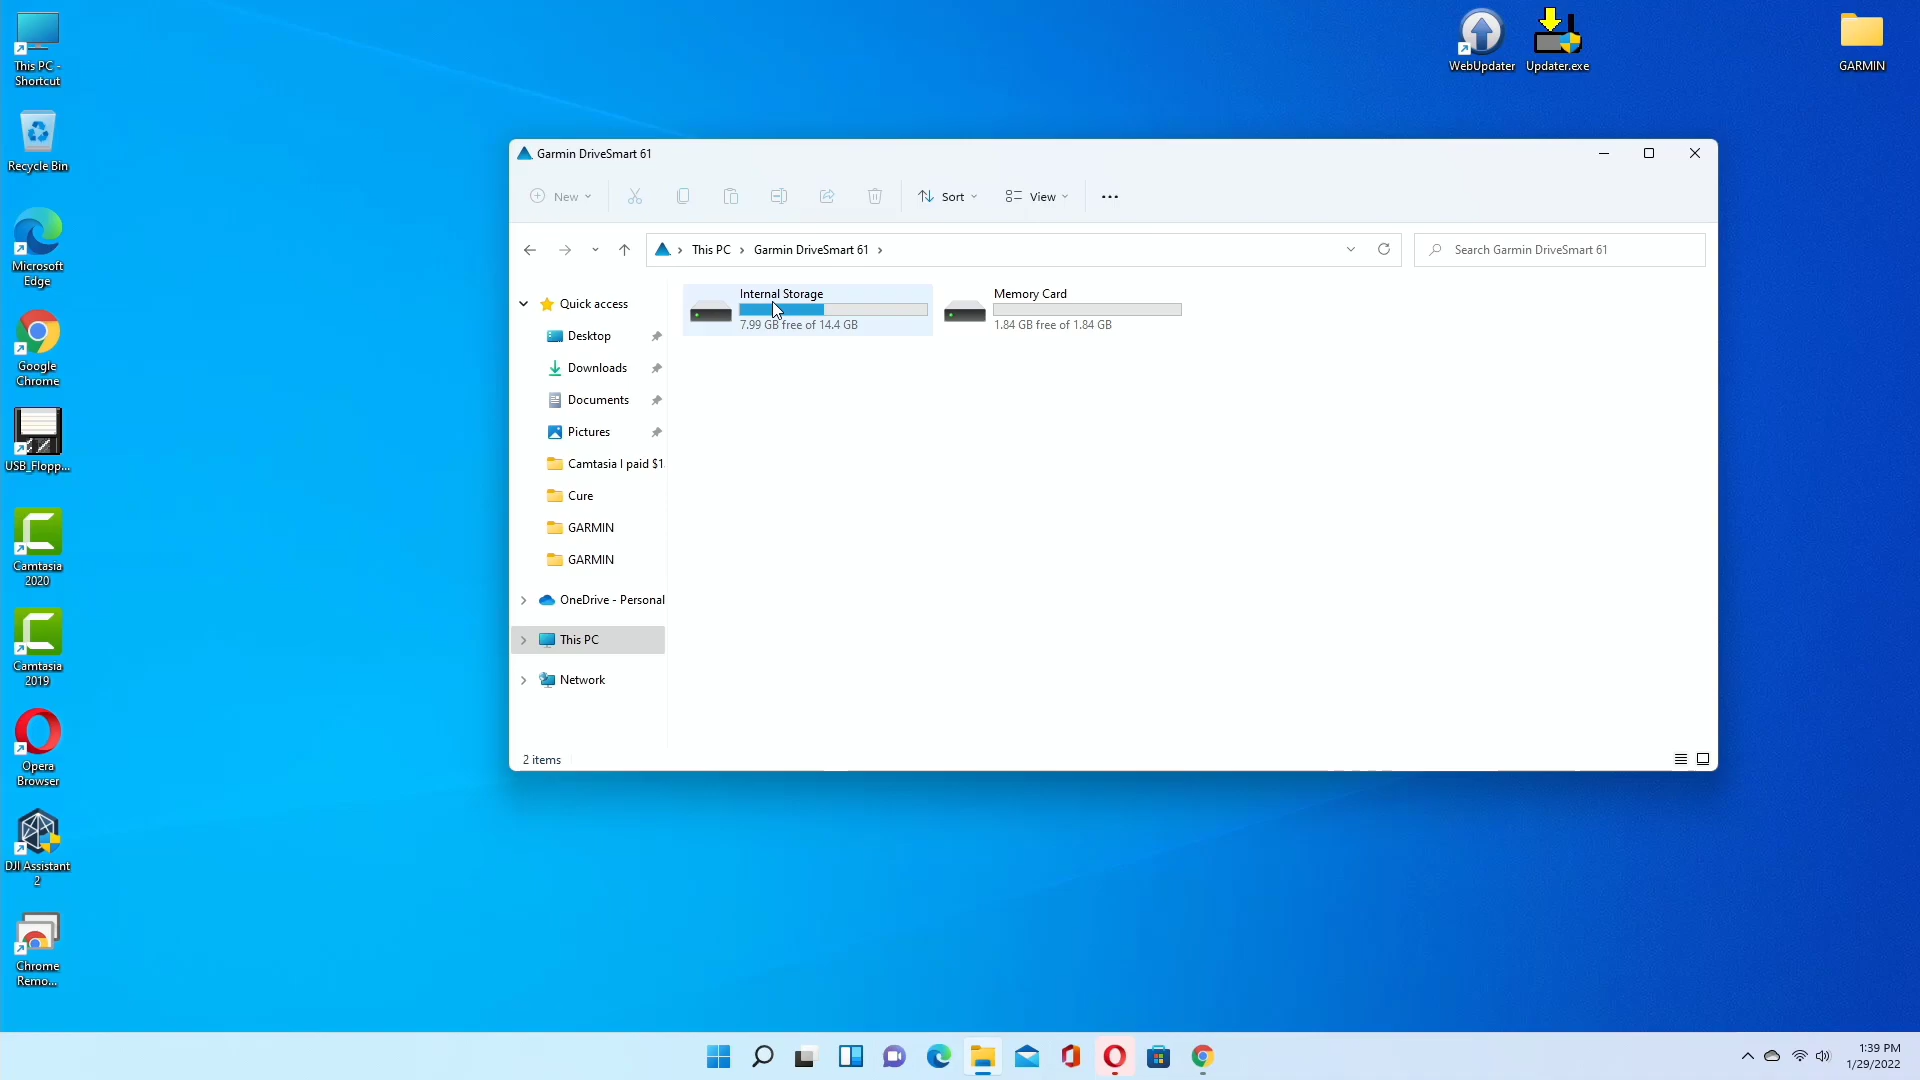 This PC -
Shortcut
Recycle Bin
Microsoft
Edge
Google
Chrome
USB_Flopp...
Camtasia
2020
Camtasia
2019
Opera
Browser
DJI Assistant
2
Chrome
Remo...
WebUpdater
Updater.exe
GARMIN
Garmin DriveSmart 61
New
Sort
View
This PC
Garmin DriveSmart 61
Search Garmin DriveSmart 61
Quick access
Desktop
Downloads
Documents
Pictures
Camtasia I paid $1
Cure
GARMIN
GARMIN
OneDrive - Personal
This PC
Network
Internal Storage
7.99 GB free of 14.4 GB
Memory Card
1.84 GB free of 1.84 GB
2 items
1:39 PM
1/29/2022